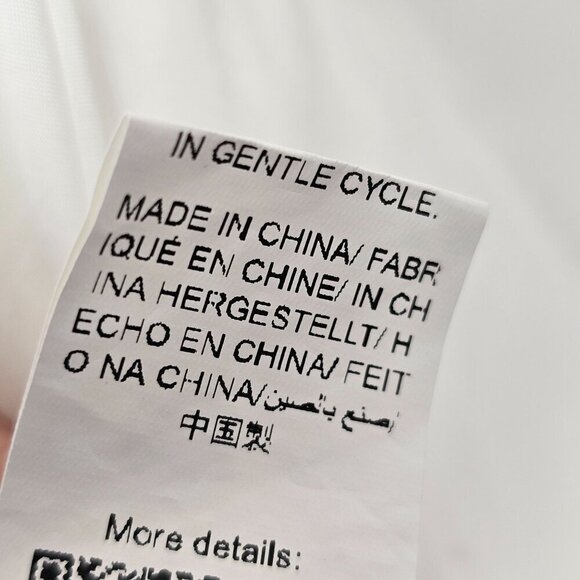 IN GENTLE CYCLE.
MADE IN CHINA/ FABR
IQUÉ EN CHINE/ IN CH
INA HERGESTELLT/ H
ECHO EN CHINA/ FEIT
O NA CHINA/صنع بالصين
中国製
More details: